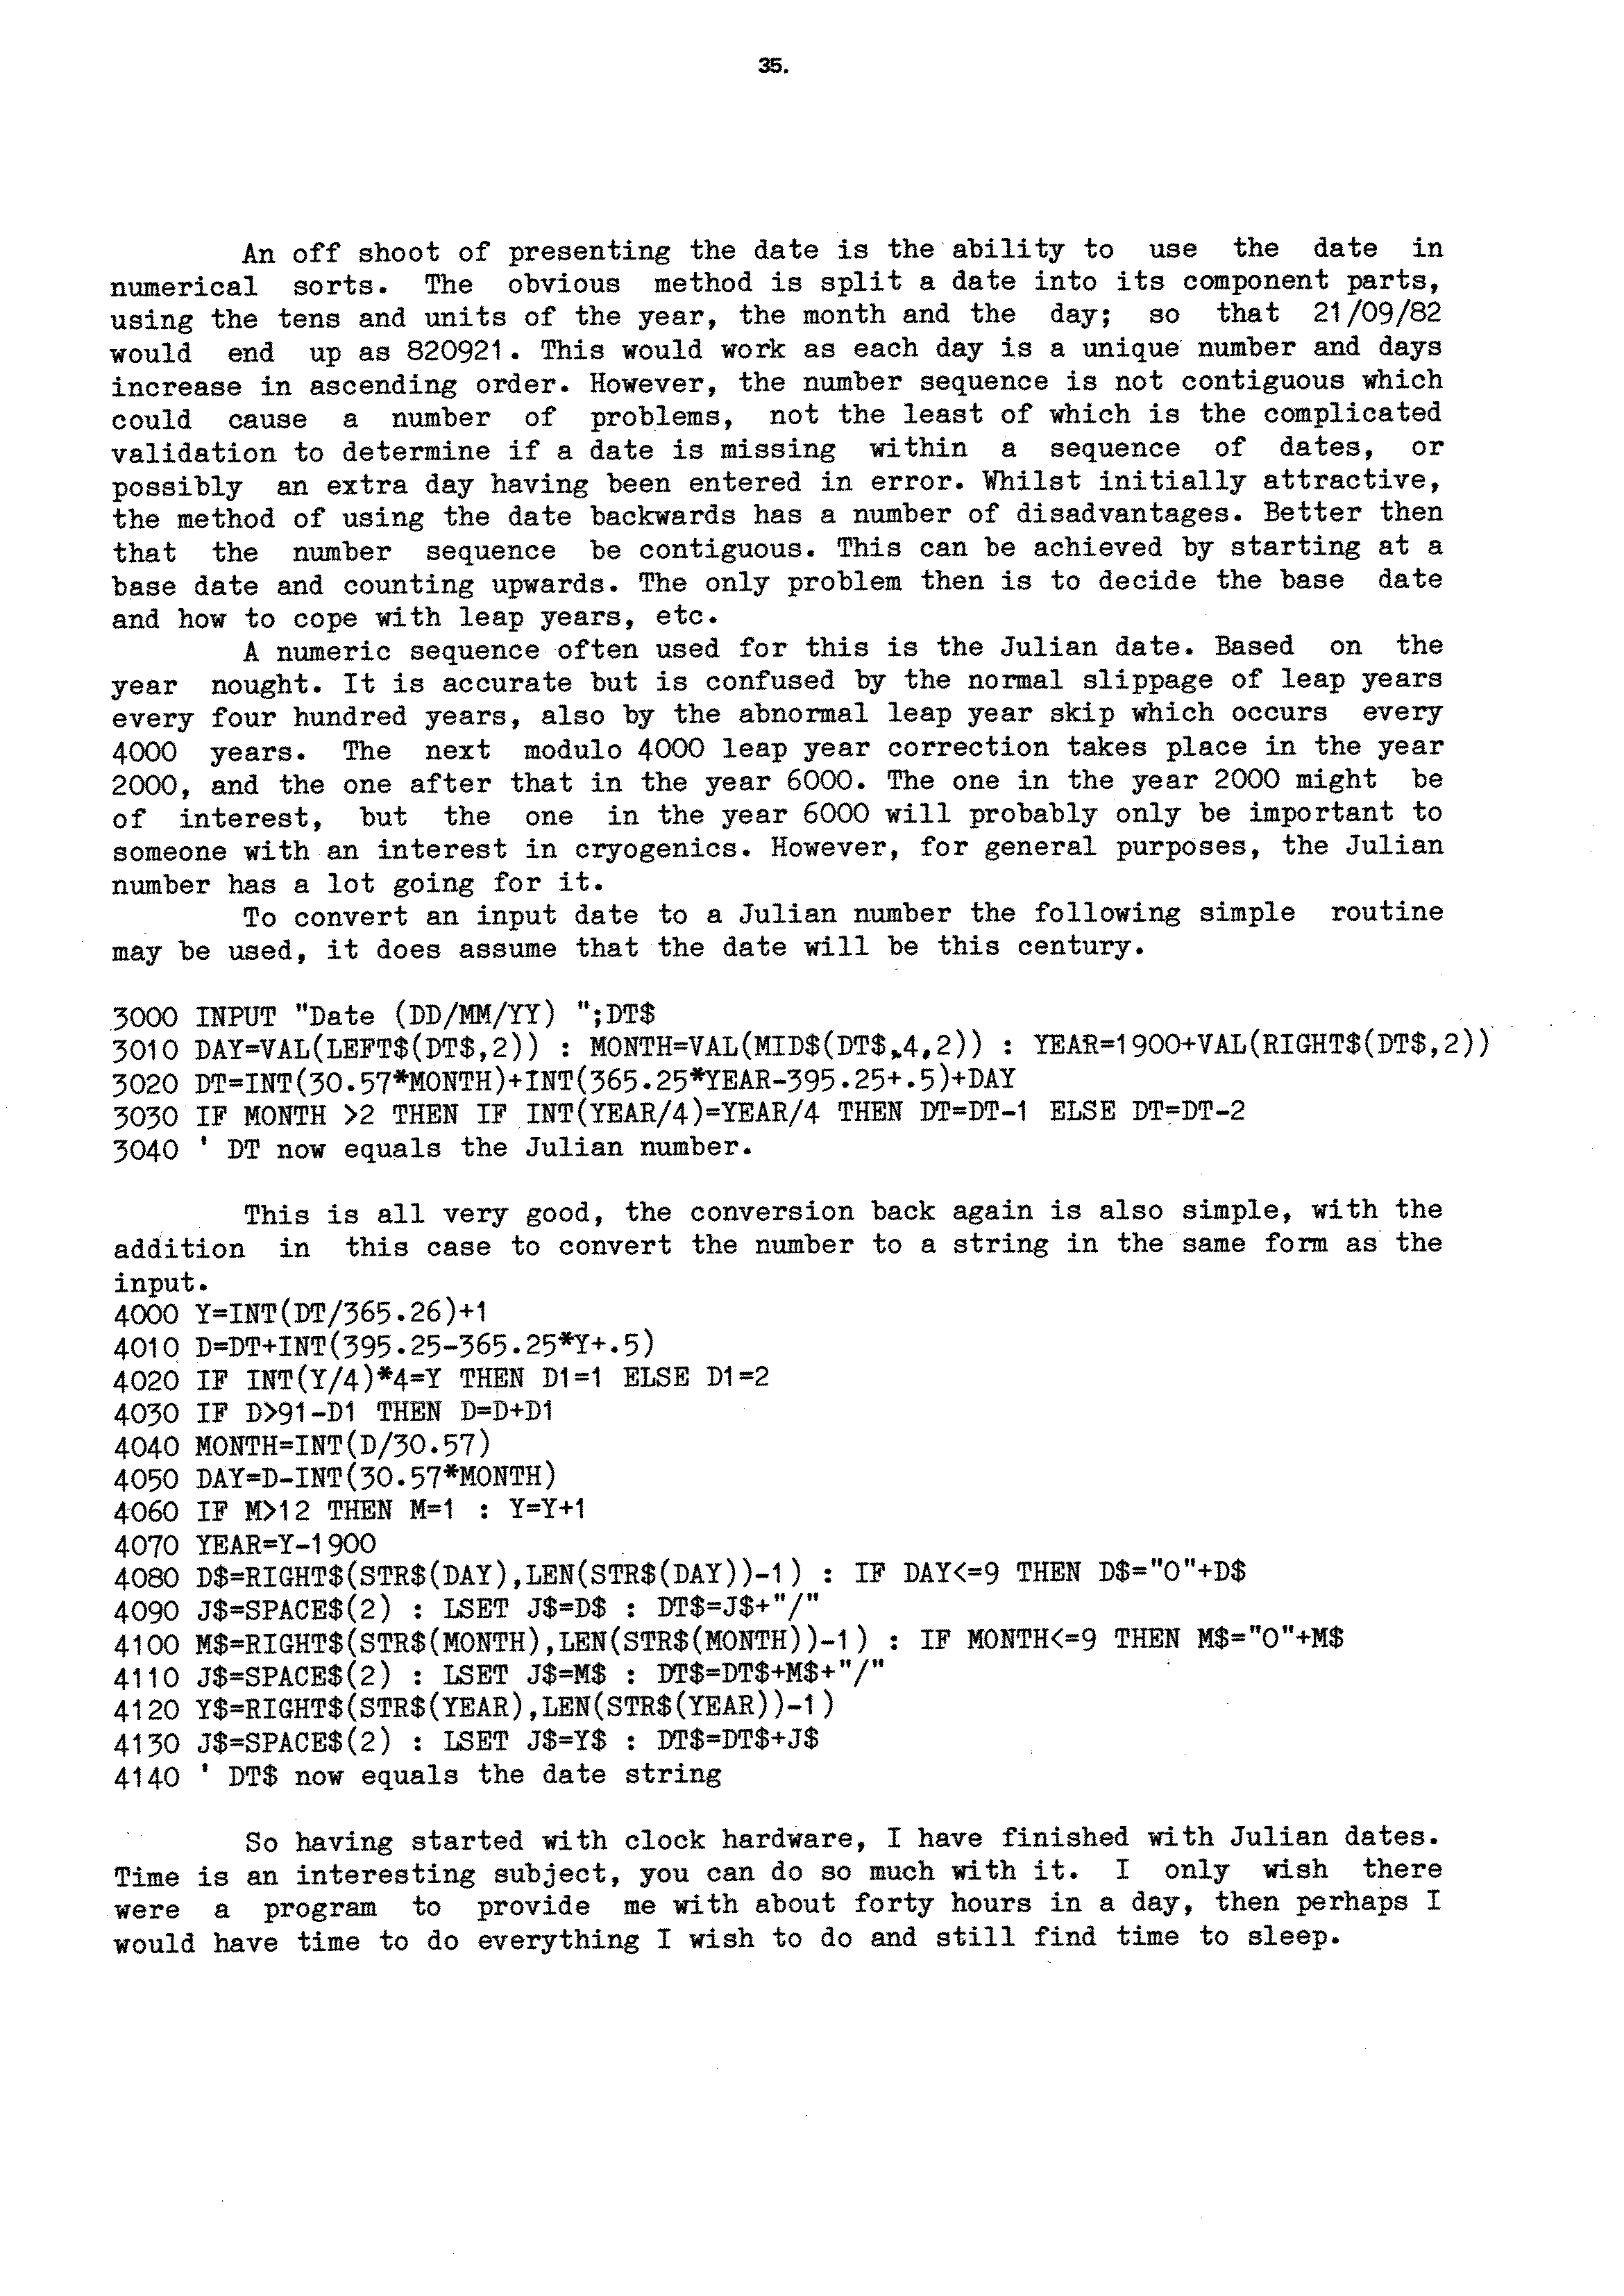 35.
An off shoot of presenting the date is the ability to use the date in
numerical sorts. The obvious method is split a date into its component parts,
using the tens and units of the year, the month and the day; so that 21/09/82
would end up as 820921. This would work as each day is a unique number and days
increase in ascending order. However, the number sequence is not contiguous which
could cause a number of problems, not the least of which is the complicated
validation to determine if a date is missing within a sequence of dates, or
possibly an extra day having been entered in error. Whilst initially attractive,
the method of using the date backwards has a number of disadvantages. Better then
that the number sequence be contiguous. This can be achieved by starting at a
base date and counting upwards. The only problem then is to decide the base date
and how to cope with leap years, etc.
A numeric sequence often used for this is the Julian date. Based on the
year nought. It is accurate but is confused by the normal slippage of leap years
every four hundred years, also by the abnormal leap year skip which occurs every
4000 years. The next modulo 4000 leap year correction takes place in the year
2000, and the one after that in the year 6000. The one in the year 2000 might be
of interest, but the one in the year 6000 will probably only be important to
someone with an interest in cryogenics. However, for general purposes, the Julian
number has a lot going for it.
To convert an input date to a Julian number the following simple routine
may be used, it does assume that the date will be this century.
3000 INPUT "Date (DD/MM/YY) ";DT$
3010 DAY=VAL(LEFT$(DT$,2)) : MONTH=VAL(MID$(DT$,4,2)) : YEAR=1900+VAL(RIGHT$(DT$,2))
3020 DT=INT(30.57*MONTH)+INT(365.25*YEAR-395.25+.5)+DAY
3030 IF MONTH >2 THEN IF INT(YEAR/4)=YEAR/4 THEN DT=DT-1 ELSE DT=DT-2
3040 ' DT now equals the Julian number.
This is all very good, the conversion back again is also simple, with the
addition in this case to convert the number to a string in the same form as the
input.
4000 Y=INT(DT/365.26)+1
4010 D=DT+INT(395.25-365.25*Y+.5)
4020 IF INT(Y/4)*4=Y THEN D1=1 ELSE D1=2
4030 IF D>91-D1 THEN D=D+D1
4040 MONTH=INT(D/30.57)
4050 DAY=D-INT(30.57*MONTH)
4060 IF M>12 THEN M=1 : Y=Y+1
4070 YEAR=Y-1900
4080 D$=RIGHT$(STR$(DAY),LEN(STR$(DAY))-1) : IF DAY<=9 THEN D$="0"+D$
4090 J$=SPACE$(2) : LSET J$=D$ : DT$=J$+"/"
4100 M$=RIGHT$(STR$(MONTH),LEN(STR$(MONTH))-1) : IF MONTH<=9 THEN M$="0"+M$
4110 J$=SPACE$(2) : LSET J$=M$ : DT$=DT$+M$+"/"
4120 Y$=RIGHT$(STR$(YEAR),LEN(STR$(YEAR))-1)
4130 J$=SPACE$(2) : LSET J$=Y$ : DT$=DT$+J$
4140 ' DT$ now equals the date string
So having started with clock hardware, I have finished with Julian dates.
Time is an interesting subject, you can do so much with it. I only wish there
were a program to provide me with about forty hours in a day, then perhaps I
would have time to do everything I wish to do and still find time to sleep.